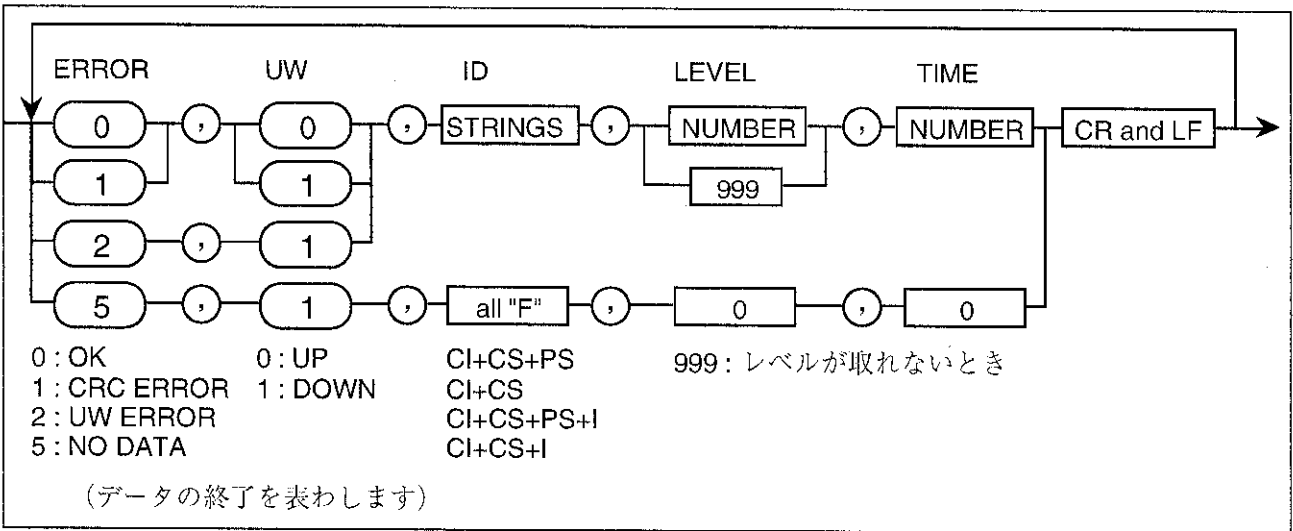 ERROR UW ID LEVEL TIME
0 , 0 , STRINGS , NUMBER , NUMBER CR and LF
1 1 999
2 , 1
5 , 1 , all "F" , 0 , 0
0 : OK 0 : UP CI+CS+PS 999 : レベルが取れないとき
1 : CRC ERROR 1 : DOWN CI+CS
2 : UW ERROR CI+CS+PS+I
5 : NO DATA CI+CS+I
(データの終了を表わします)